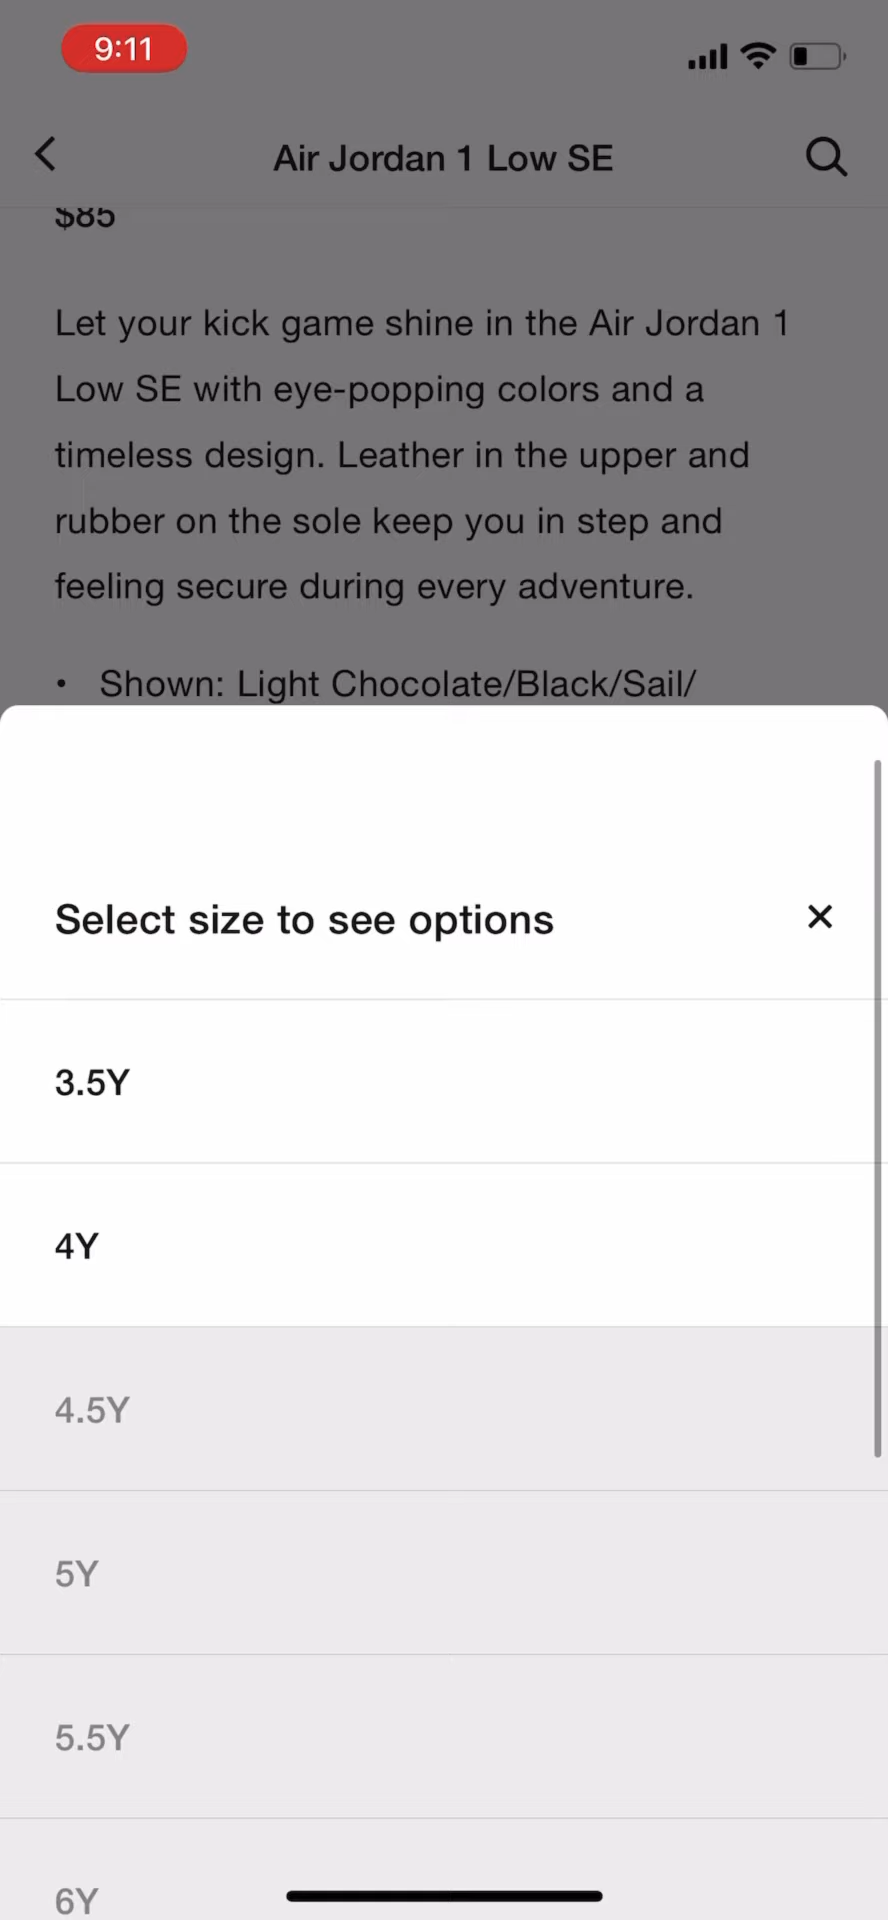 9:11
Air Jordan 1 Low SE
$85
Let your kick game shine in the Air Jordan 1
Low SE with eye-popping colors and a
timeless design. Leather in the upper and
rubber on the sole keep you in step and
feeling secure during every adventure.
• Shown: Light Chocolate/Black/Sail/
Select size to see options
3.5Y
4Y
4.5Y
5Y
5.5Y
6Y